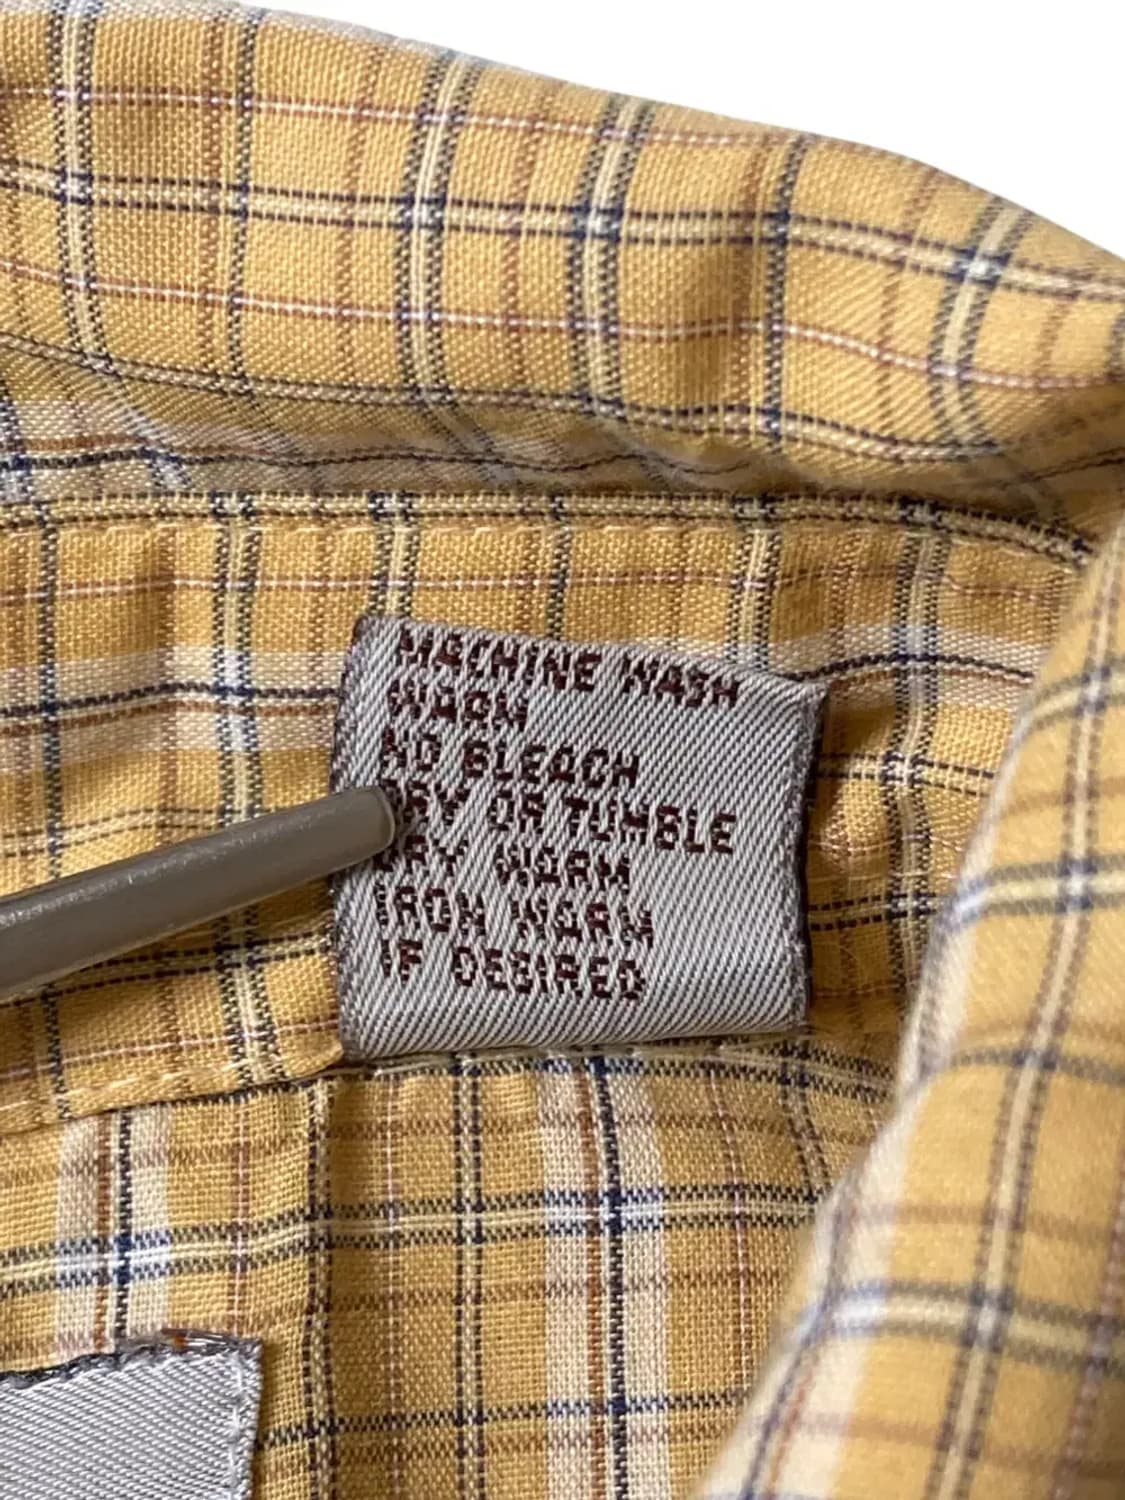 MACHINE WASH
WARM
NO BLEACH
DRY OR TUMBLE
DRY WARM
IRON WARM
IF DESIRED